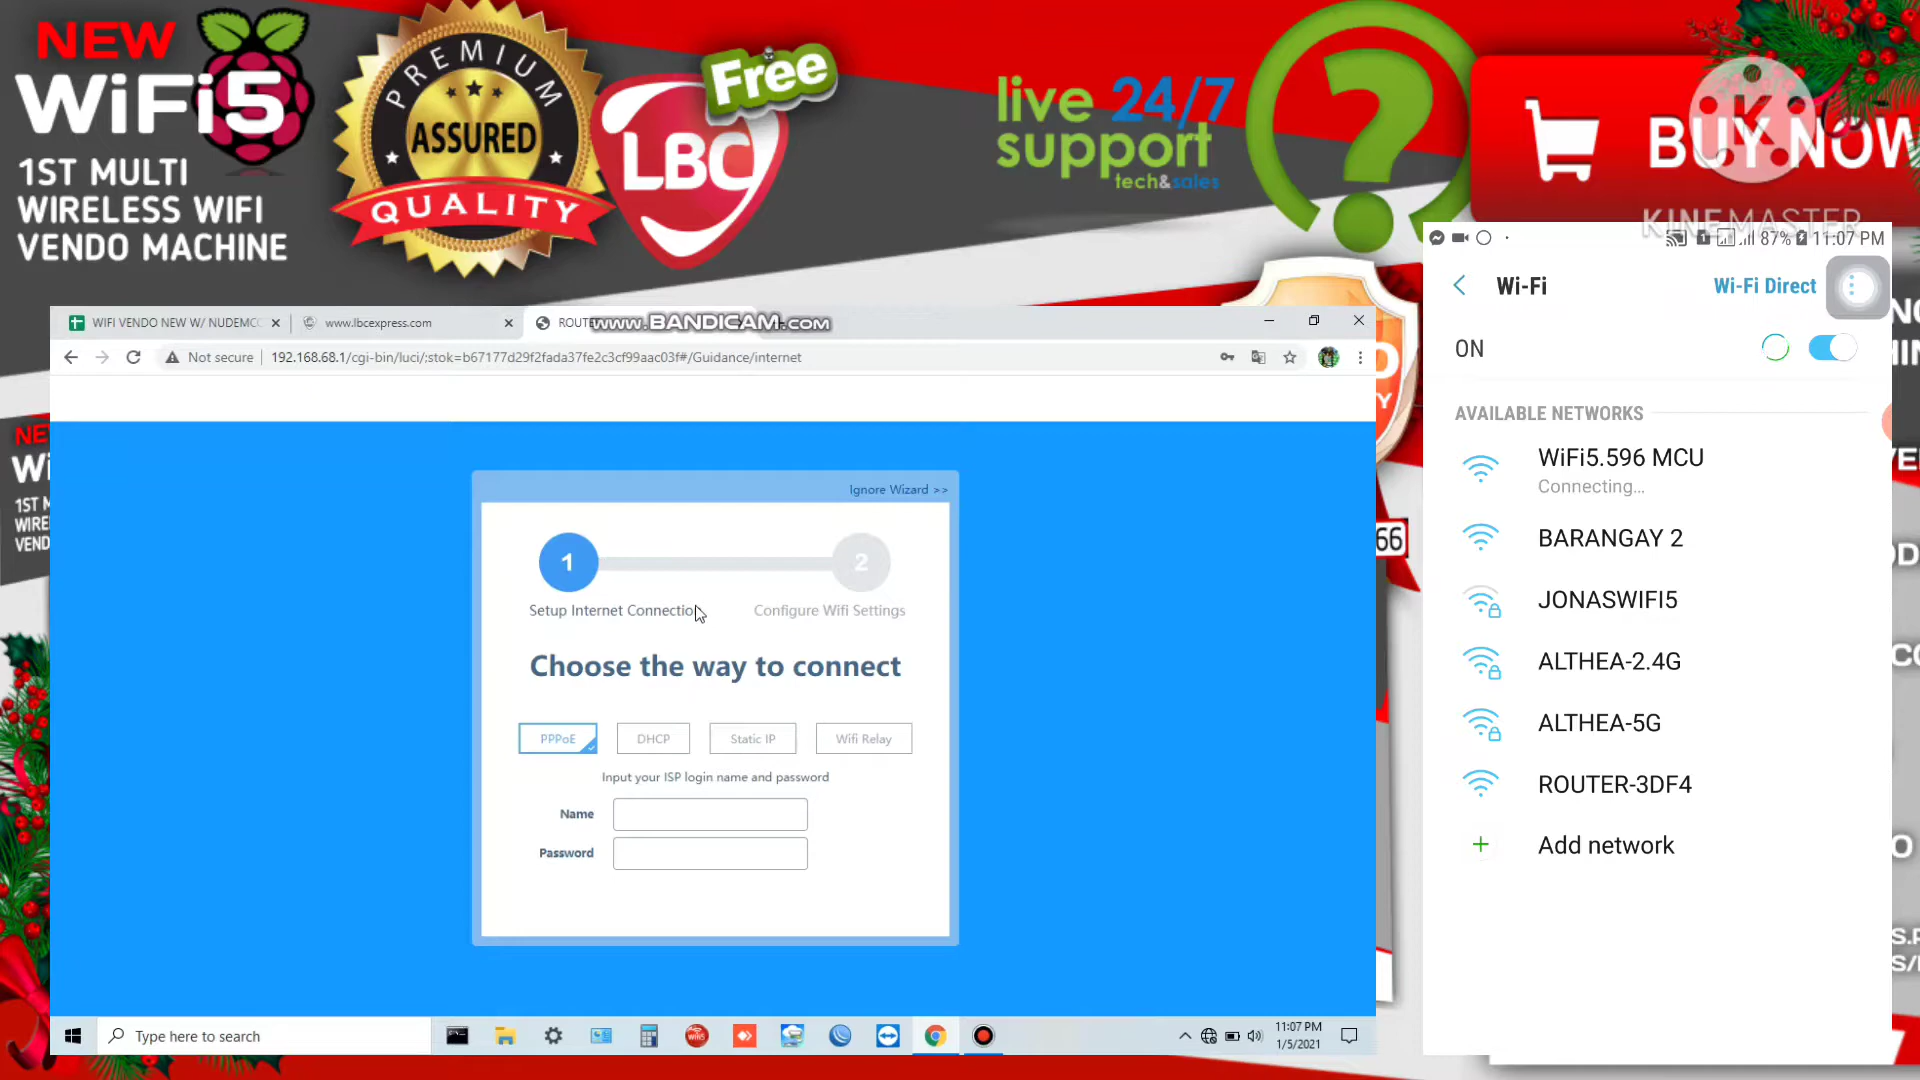 NEW
WiFi5
1ST MULTI
WIRELESS WIFI
VENDO MACHINE
PREMIUM
ASSURED
QUALITY
LBC
Free
live 24/7
support
tech&sales
?
BUY NOW
KINEMASTER
WIFI VENDO NEW W/ NUDEMC
www.lbcexpress.com
ROUT
WWW.BANDICAM.COM
Not secure
192.168.68.1/cgi-bin/luci/;stok=b67177d29f2fada37fe2c3cf99aac03f#/Guidance/internet
Ignore Wizard >>
1
2
Setup Internet Connectio
Configure Wifi Settings
Choose the way to connect
PPPoE
DHCP
Static IP
Wifi Relay
Input your ISP login name and password
Name
Password
Type here to search
11:07 PM
1/5/2021
87%
11:07 PM
Wi-Fi
Wi-Fi Direct
ON
AVAILABLE NETWORKS
WiFi5.596 MCU
Connecting...
BARANGAY 2
JONASWIFI5
ALTHEA-2.4G
ALTHEA-5G
ROUTER-3DF4
Add network
66